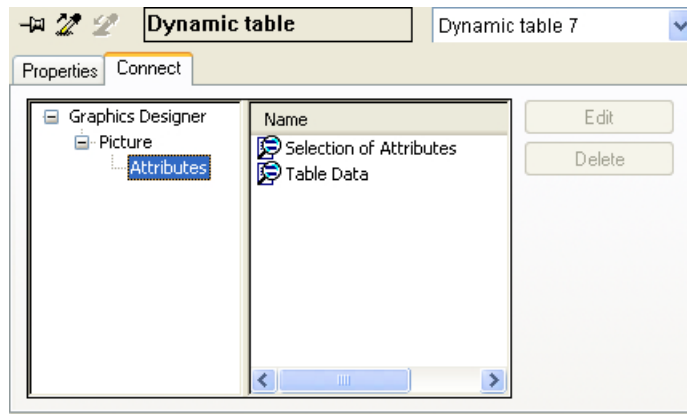 Dynamic table
Dynamic table 7
Properties
Connect
Graphics Designer
Picture
Attributes
Name
Selection of Attributes
Table Data
Edit
Delete